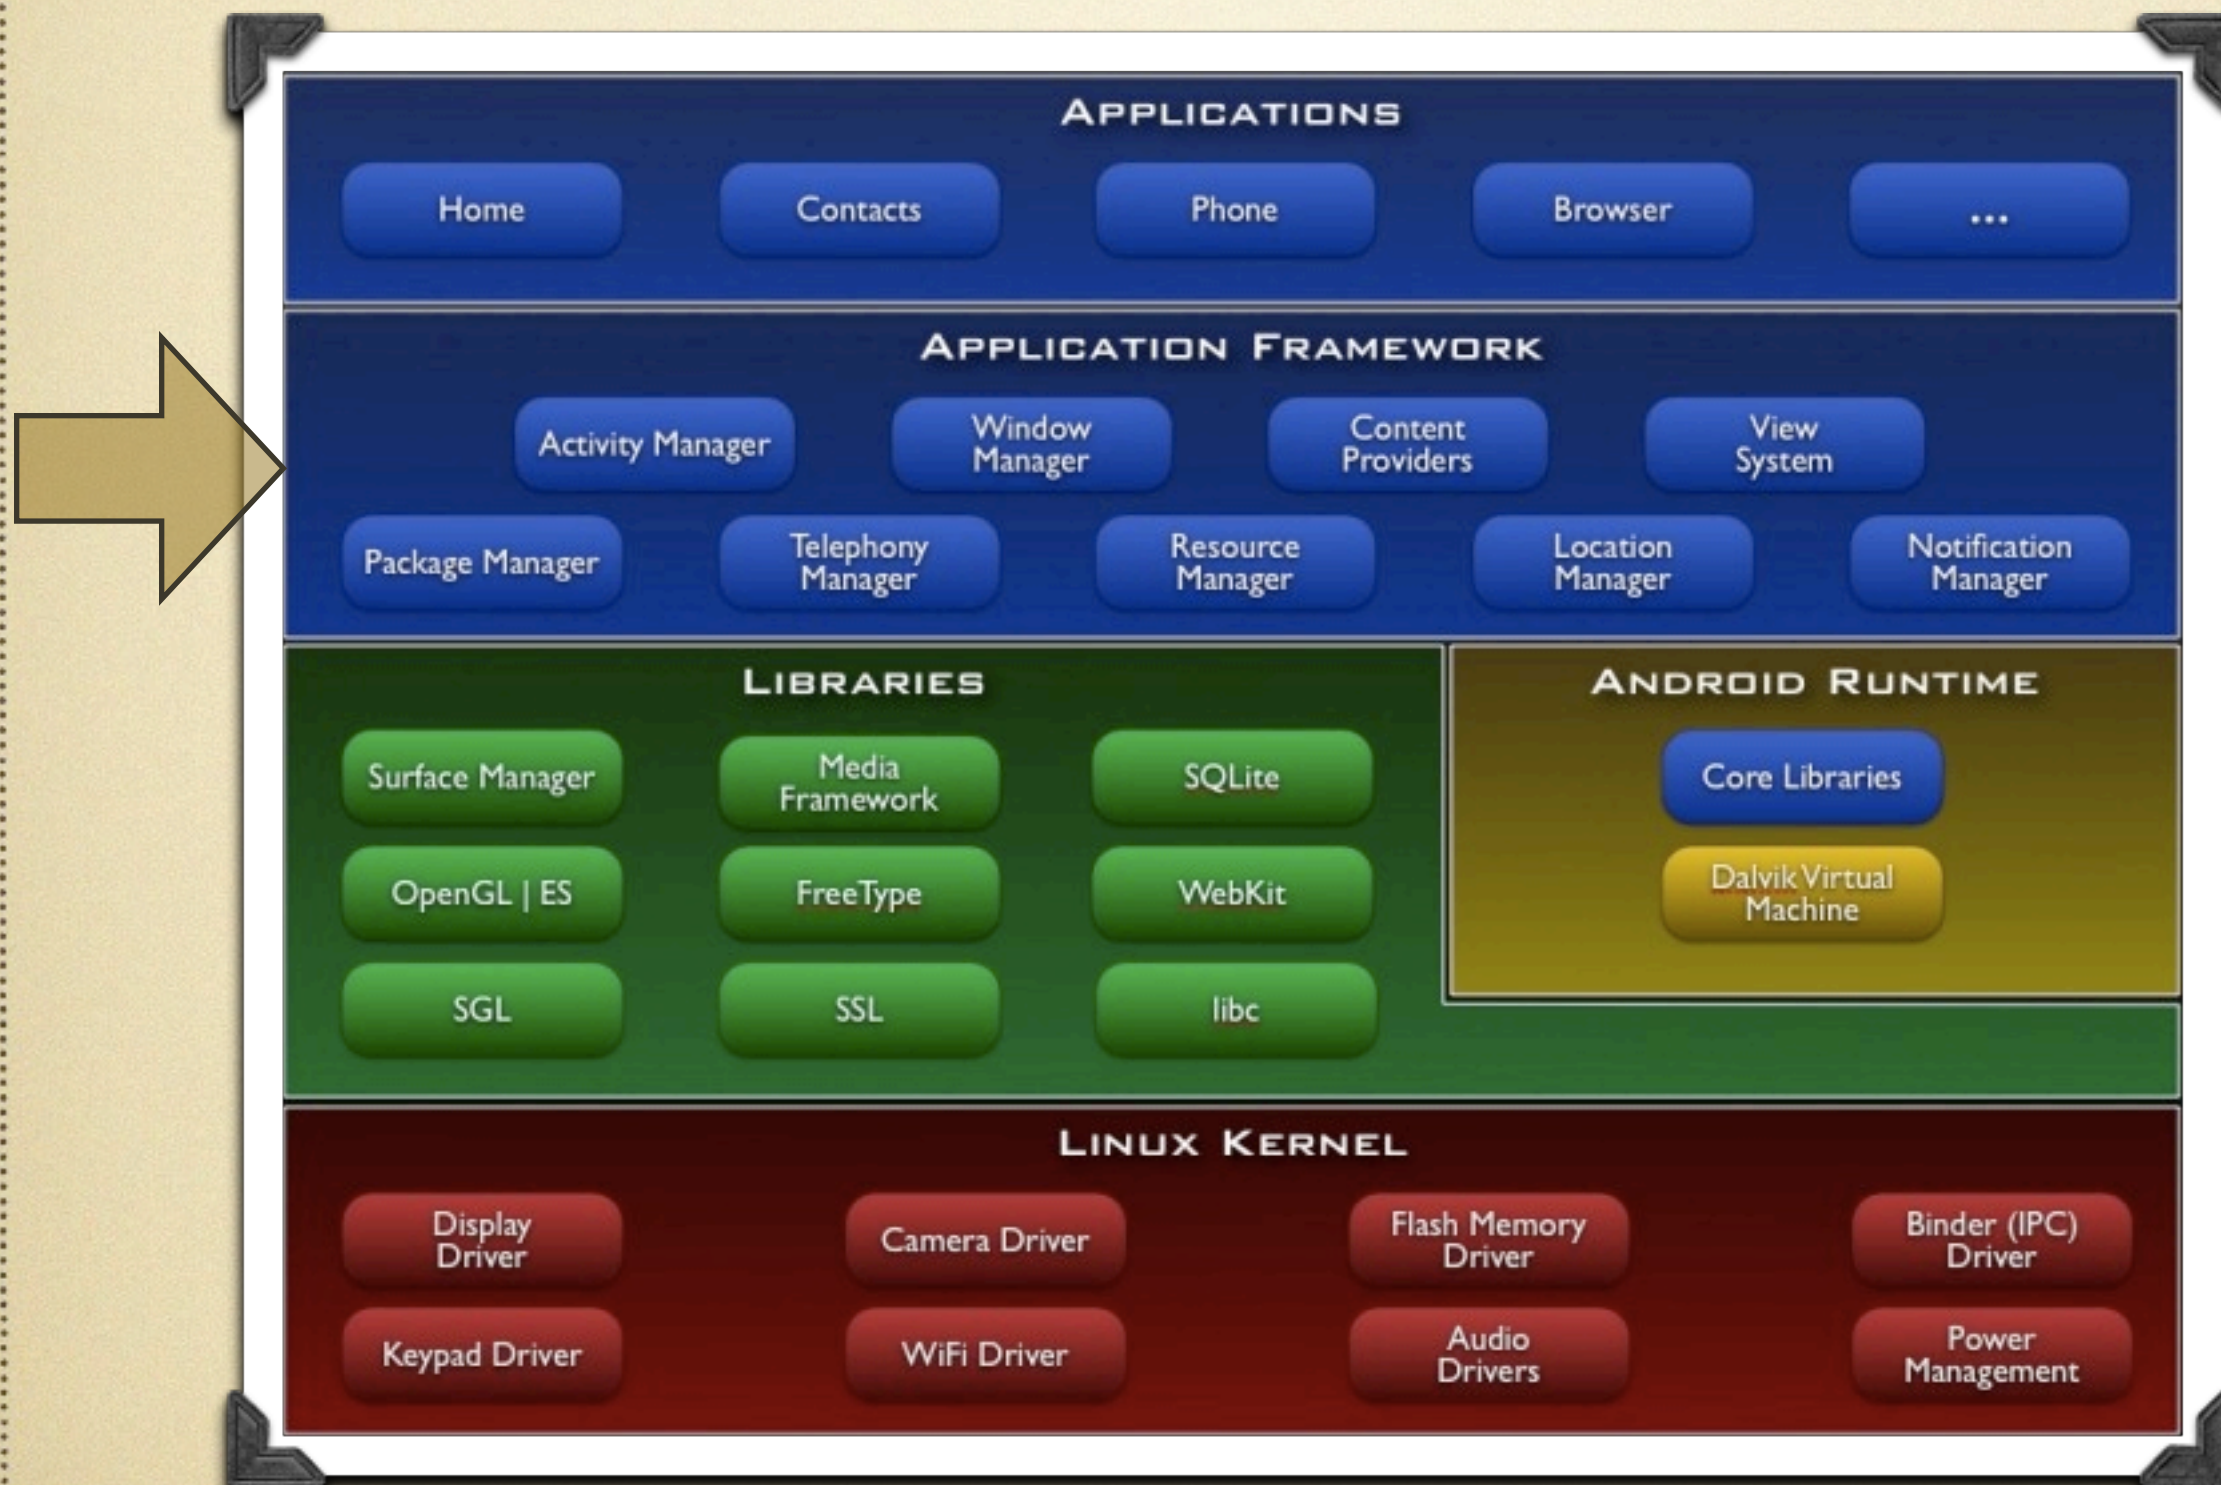 APPLICATIONS
Home
Contacts
Phone
Browser
...
APPLICATION FRAMEWORK
Activity Manager
Window
Manager
Content
Providers
View
System
Package Manager
Telephony
Manager
Resource
Manager
Location
Manager
Notification
Manager
LIBRARIES
Surface Manager
Media
Framework
SQLite
OpenGL | ES
FreeType
WebKit
SGL
SSL
libc
ANDROID RUNTIME
Core Libraries
Dalvik Virtual
Machine
LINUX KERNEL
Display
Driver
Camera Driver
Flash Memory
Driver
Binder (IPC)
Driver
Keypad Driver
WiFi Driver
Audio
Drivers
Power
Management